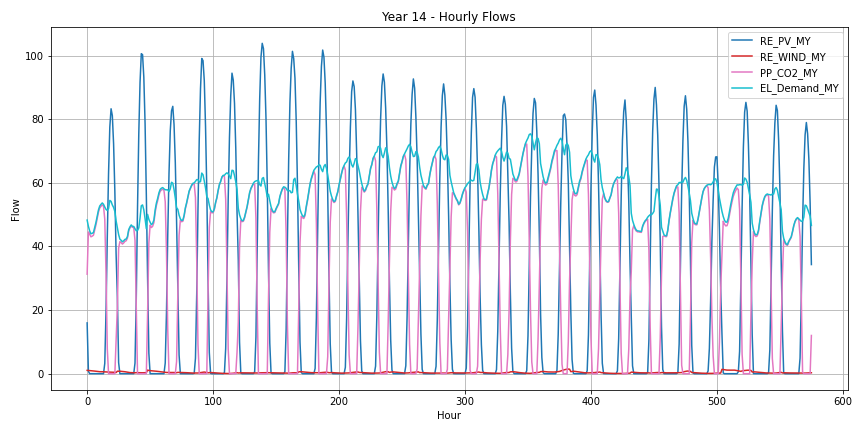 Year 14 - Hourly Flows
RE_PV_MY
RE_WIND_MY
PP_CO2_MY
EL_Demand_MY
Flow
100
80
60
40
20
0
0
100
200
300
400
500
600
Hour